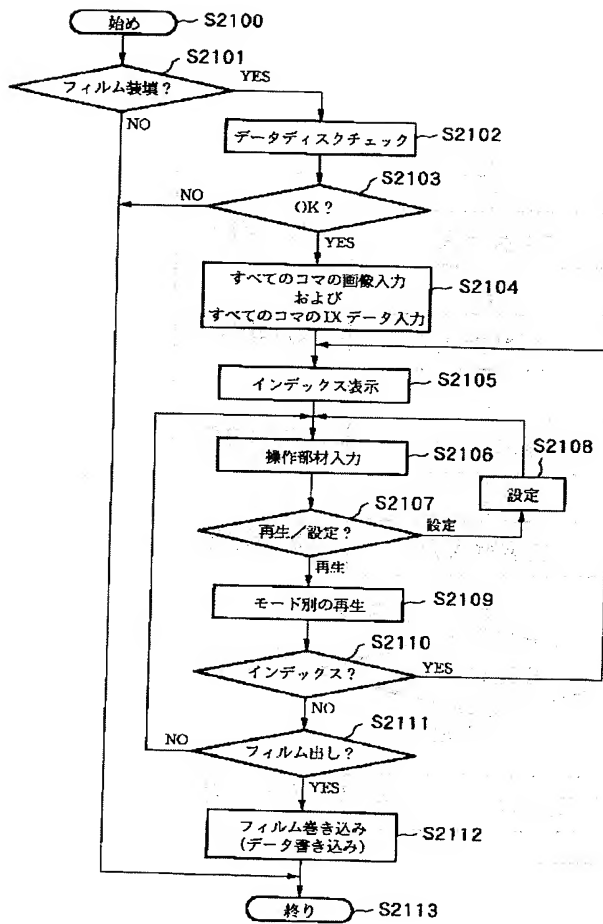 始め
S2100
S2101
フィルム装填?
YES
NO
データディスクチェック
S2102
S2103
NO
OK?
YES
すべてのコマの画像入力
および
すべてのコマのIXデータ入力
S2104
インデックス表示
S2105
操作部材入力
S2106
S2108
設定
S2107
再生/設定?
設定
再生
モード別の再生
S2109
S2110
インデックス?
YES
NO
S2111
NO
フィルム出し?
YES
フィルム巻き込み
(データ書き込み)
S2112
終り
S2113